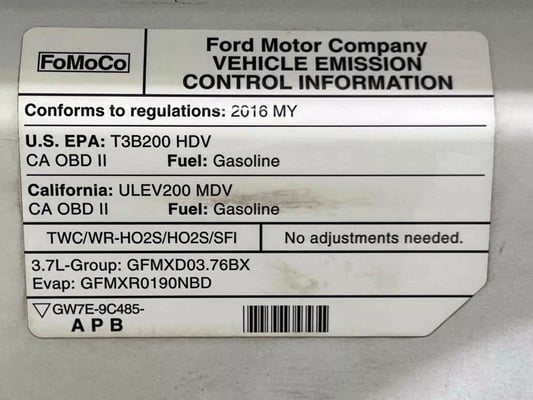 FoMoCo
Ford Motor Company
VEHICLE EMISSION
CONTROL INFORMATION
Conforms to regulations: 2016 MY
U.S. EPA: T3B200 HDV
CA OBD II Fuel: Gasoline
California: ULEV200 MDV
CA OBD II Fuel: Gasoline
TWC/WR-HO2S/HO2S/SFI No adjustments needed.
3.7L-Group: GFMXD03.76BX
Evap: GFMXR0190NBD
GW7E-9C485-
A P B